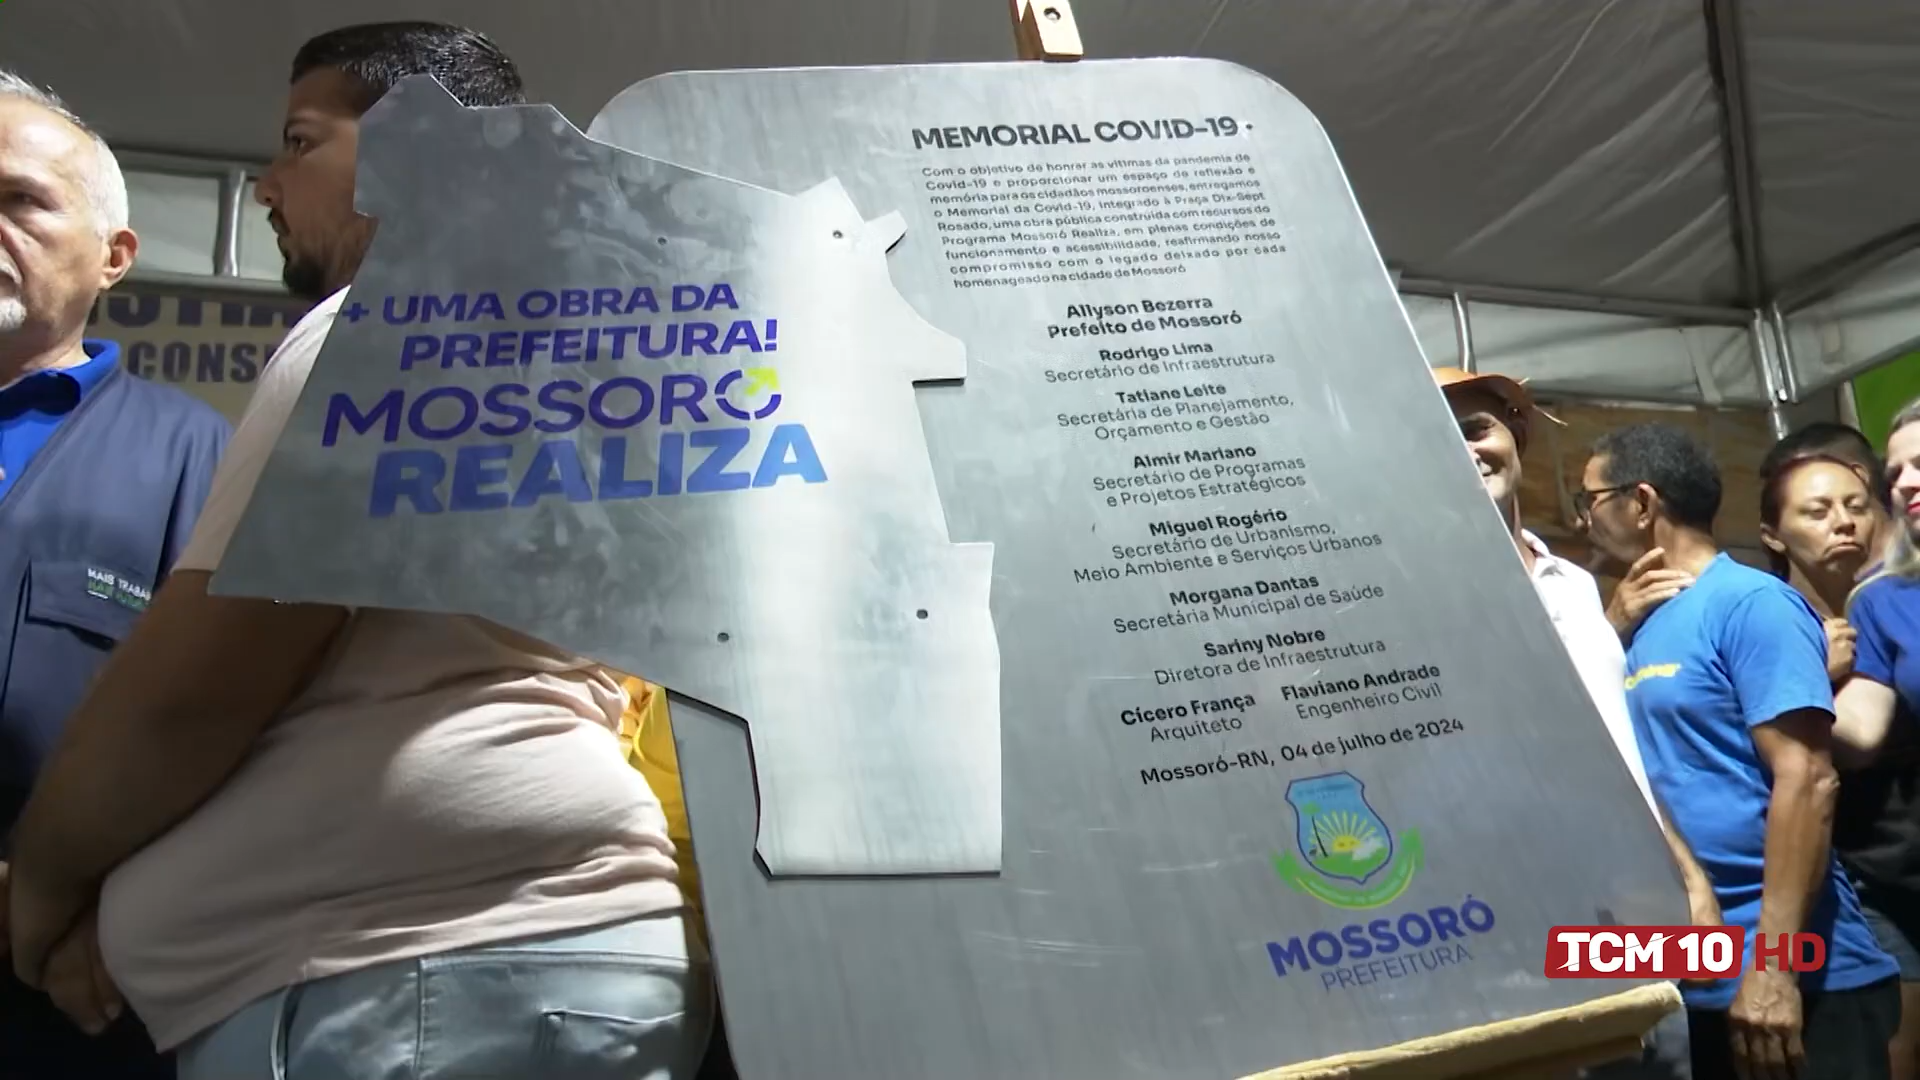 + UMA OBRA DA
PREFEITURA!
MOSSORÓ
REALIZA
MEMORIAL COVID-19
Com o objetivo de honrar as vítimas da pandemia de
Covid-19 e proporcionar um espaço de reflexão e
memória para os cidadãos mossoroenses, entregamos
o Memorial da Covid-19, integrado à Praça Dix-Sept
Rosado, uma obra pública construída com recursos do
Programa Mossoró Realiza, em plenas condições de
funcionamento e acessibilidade, reafirmando nosso
compromisso com o legado deixado por cada
homenageado na cidade de Mossoró
Allyson Bezerra
Prefeito de Mossoró
Rodrigo Lima
Secretário de Infraestrutura
Tatiane Leite
Secretária de Planejamento,
Orçamento e Gestão
Almir Mariano
Secretário de Programas
e Projetos Estratégicos
Miguel Rogério
Secretário de Urbanismo,
Meio Ambiente e Serviços Urbanos
Morgana Dantas
Secretária Municipal de Saúde
Sariny Nobre
Diretora de Infraestrutura
Cícero França Flaviano Andrade
Arquiteto Engenheiro Civil
Mossoró-RN, 04 de julho de 2024
MOSSORÓ
PREFEITURA
CONS
MAIS TRABA
TCM 10 HD